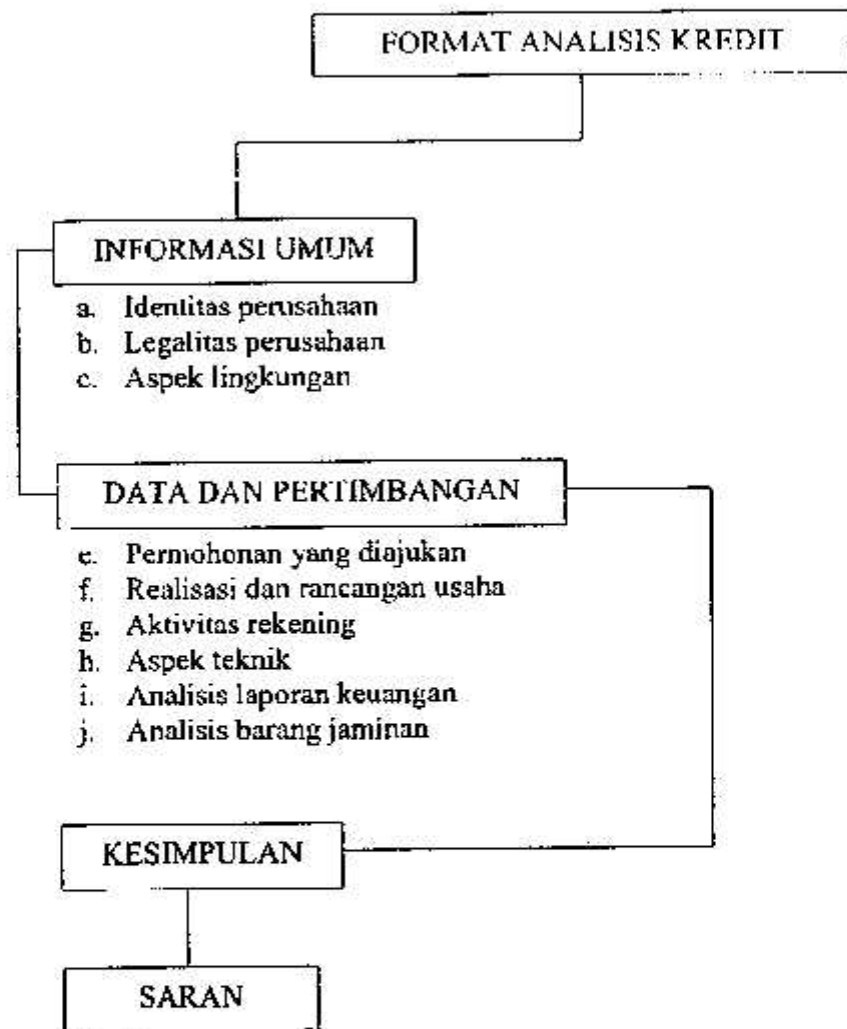 FORMAT ANALISIS KREDIT
INFORMASI UMUM
a. Identitas perusahaan
b. Legalitas perusahaan
c. Aspek lingkungan
DATA DAN PERTIMBANGAN
e. Permohonan yang diajukan
f. Realisasi dan rancangan usaha
g. Aktivitas rekening
h. Aspek teknik
i. Analisis laporan keuangan
j. Analisis barang jaminan
KESIMPULAN
SARAN